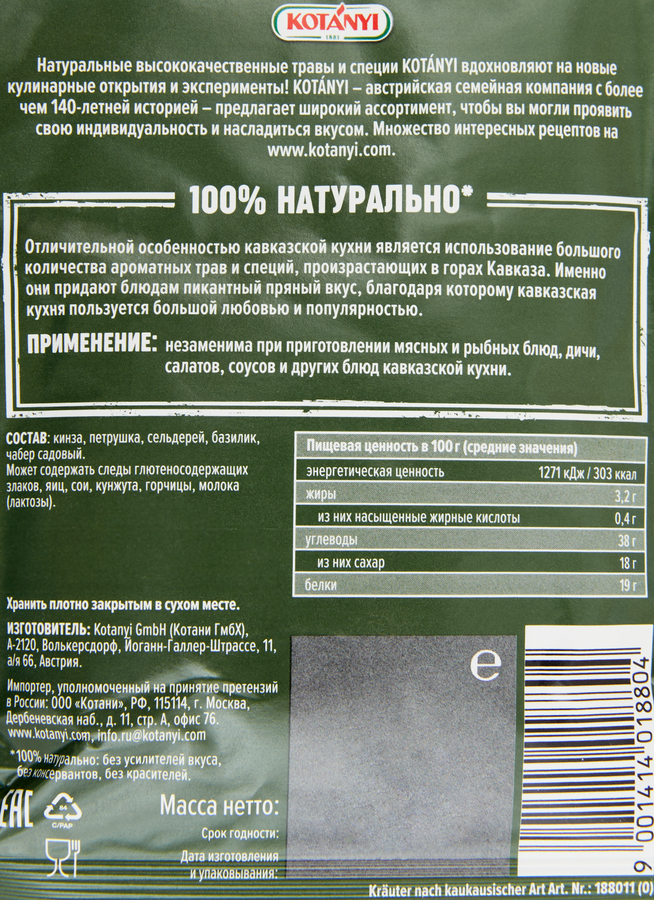 KOTÁNYI
1881
Натуральные высококачественные травы и специи KOTÁNYI вдохновляют на новые
кулинарные открытия и эксперименты! KOTÁNYI – австрийская семейная компания с более
чем 140-летней историей – предлагает широкий ассортимент, чтобы вы могли проявить
свою индивидуальность и насладиться вкусом. Множество интересных рецептов на
www.kotanyi.com.
100% НАТУРАЛЬНО*
Отличительной особенностью кавказской кухни является использование большого
количества ароматных трав и специй, произрастающих в горах Кавказа. Именно
они придают блюдам пикантный пряный вкус, благодаря которому кавказская
кухня пользуется большой любовью и популярностью.
ПРИМЕНЕНИЕ: незаменима при приготовлении мясных и рыбных блюд, дичи,
салатов, соусов и других блюд кавказской кухни.
СОСТАВ: кинза, петрушка, сельдерей, базилик,
чабер садовый.
Может содержать следы глютеносодержащих
злаков, яиц, сои, кунжута, горчицы, молока
(лактозы).
Пищевая ценность в 100 г (средние значения)
энергетическая ценность 1271 кДж / 303 ккал
жиры 3,2 г
из них насыщенные жирные кислоты 0,4 г
углеводы 38 г
из них сахар 18 г
белки 19 г
Хранить плотно закрытым в сухом месте.
ИЗГОТОВИТЕЛЬ: Kotanyi GmbH (Котани ГмбХ),
А-2120, Волькерсдорф, Йоганн-Галлер-Штрассе, 11,
а/я 66, Австрия.
Импортер, уполномоченный на принятие претензий
в России: ООО «Котани», РФ, 115114, г. Москва,
Дербеневская наб., д. 11, стр. А, офис 76.
www.kotanyi.com, info.ru@kotanyi.com
*100% натурально: без усилителей вкуса,
без консервантов, без красителей.
EAC
84
C/PAP
Масса нетто:
Срок годности:
Дата изготовления
и упаковывания:
e
9 001414 018804
Kräuter nach kaukausischer Art Art. Nr.: 188011 (0)